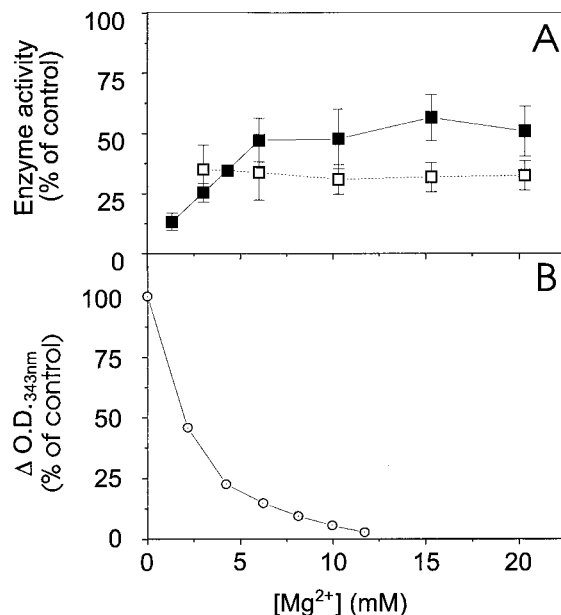 A
Enzyme activity
(% of control)
100
75
50
25
0
B
Δ O.D.343nm
(% of control)
100
75
50
25
0
0 5 10 15 20
[Mg2+] (mM)